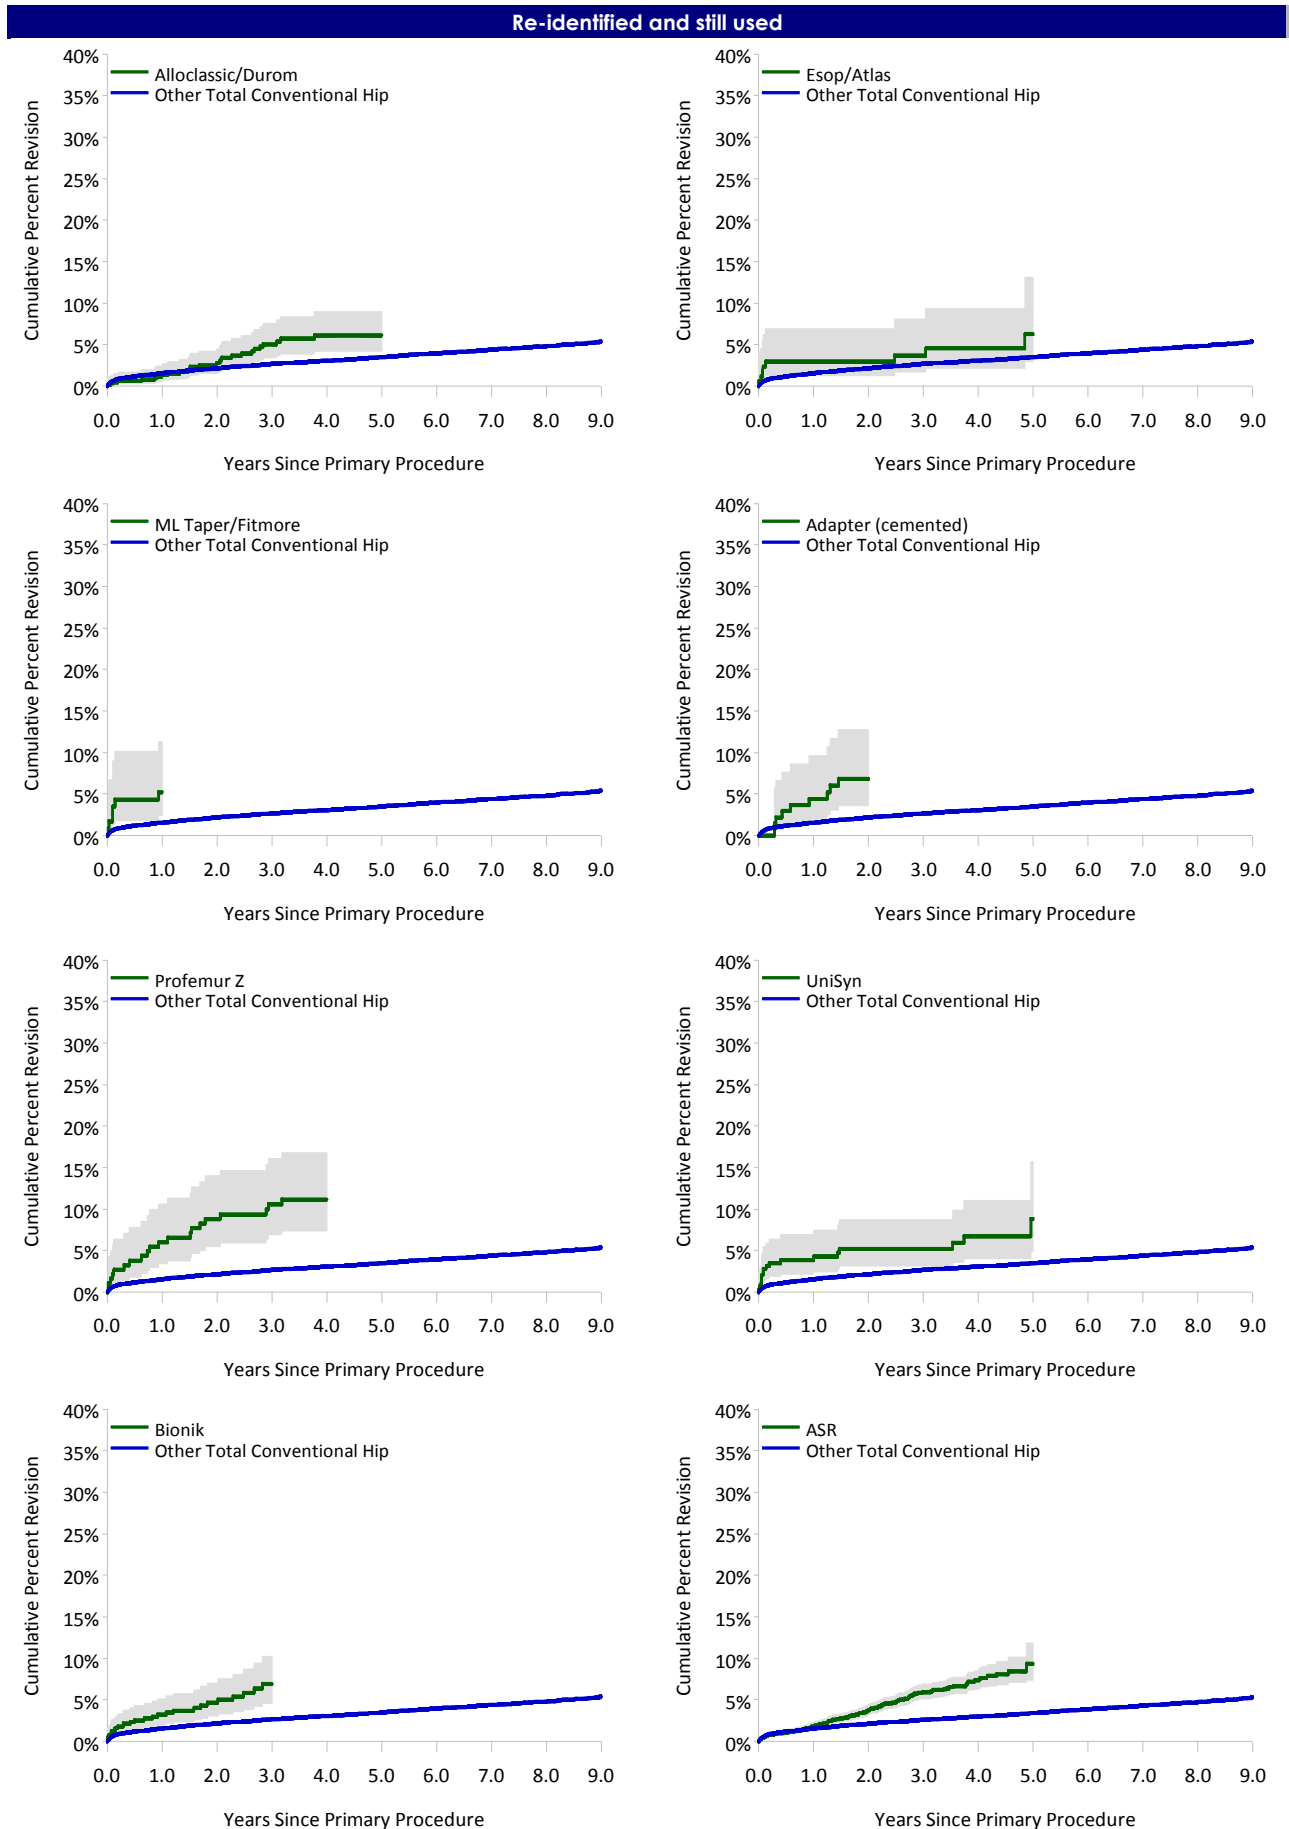 Re-identified and still used
40%
35%
30%
25%
20%
15%
10%
5%
0%
Cumulative Percent Revision
Alloclassic/Durom
Other Total Conventional Hip
0.0 1.0 2.0 3.0 4.0 5.0 6.0 7.0 8.0 9.0
Years Since Primary Procedure
40%
35%
30%
25%
20%
15%
10%
5%
0%
Cumulative Percent Revision
Esop/Atlas
Other Total Conventional Hip
0.0 1.0 2.0 3.0 4.0 5.0 6.0 7.0 8.0 9.0
Years Since Primary Procedure
40%
35%
30%
25%
20%
15%
10%
5%
0%
Cumulative Percent Revision
ML Taper/Fitmore
Other Total Conventional Hip
0.0 1.0 2.0 3.0 4.0 5.0 6.0 7.0 8.0 9.0
Years Since Primary Procedure
40%
35%
30%
25%
20%
15%
10%
5%
0%
Cumulative Percent Revision
Adapter (cemented)
Other Total Conventional Hip
0.0 1.0 2.0 3.0 4.0 5.0 6.0 7.0 8.0 9.0
Years Since Primary Procedure
40%
35%
30%
25%
20%
15%
10%
5%
0%
Cumulative Percent Revision
Profemur Z
Other Total Conventional Hip
0.0 1.0 2.0 3.0 4.0 5.0 6.0 7.0 8.0 9.0
Years Since Primary Procedure
40%
35%
30%
25%
20%
15%
10%
5%
0%
Cumulative Percent Revision
UniSyn
Other Total Conventional Hip
0.0 1.0 2.0 3.0 4.0 5.0 6.0 7.0 8.0 9.0
Years Since Primary Procedure
40%
35%
30%
25%
20%
15%
10%
5%
0%
Cumulative Percent Revision
Bionik
Other Total Conventional Hip
0.0 1.0 2.0 3.0 4.0 5.0 6.0 7.0 8.0 9.0
Years Since Primary Procedure
40%
35%
30%
25%
20%
15%
10%
5%
0%
Cumulative Percent Revision
ASR
Other Total Conventional Hip
0.0 1.0 2.0 3.0 4.0 5.0 6.0 7.0 8.0 9.0
Years Since Primary Procedure